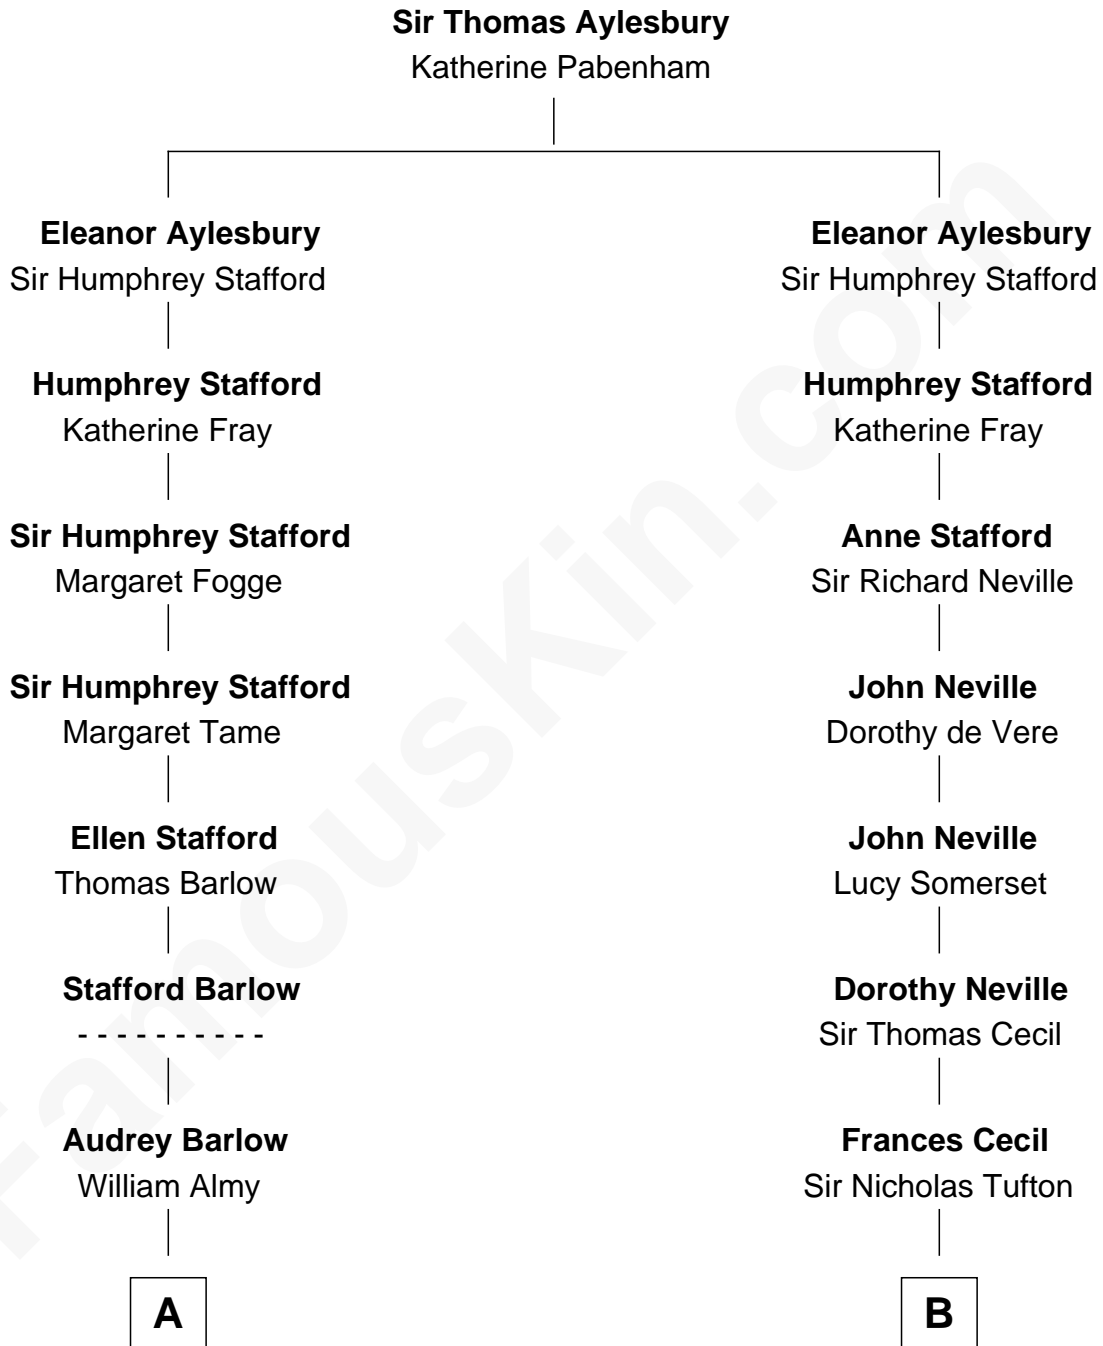 Sir Thomas Aylesbury
Katherine Pabenham
Eleanor Aylesbury
Sir Humphrey Stafford
Eleanor Aylesbury
Sir Humphrey Stafford
Humphrey Stafford
Katherine Fray
Humphrey Stafford
Katherine Fray
Sir Humphrey Stafford
Margaret Fogge
Anne Stafford
Sir Richard Neville
Sir Humphrey Stafford
Margaret Tame
John Neville
Dorothy de Vere
Ellen Stafford
Thomas Barlow
John Neville
Lucy Somerset
Stafford Barlow
- - - - - - - - - -
Dorothy Neville
Sir Thomas Cecil
Audrey Barlow
William Almy
Frances Cecil
Sir Nicholas Tufton
A
B
FamousKin.com